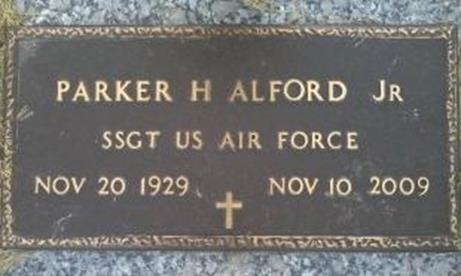 PARKER H ALFORD JR
SSGT US AIR FORCE
NOV 20 1929 NOV 10 2009